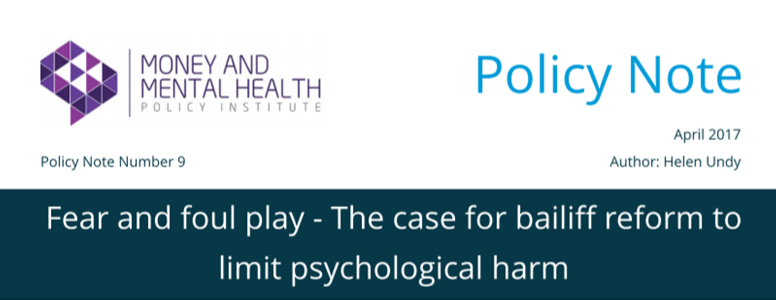 MONEY AND
MENTAL HEALTH
POLICY INSTITUTE
Policy Note
April 2017
Policy Note Number 9
Author: Helen Undy
Fear and foul play - The case for bailiff reform to
limit psychological harm